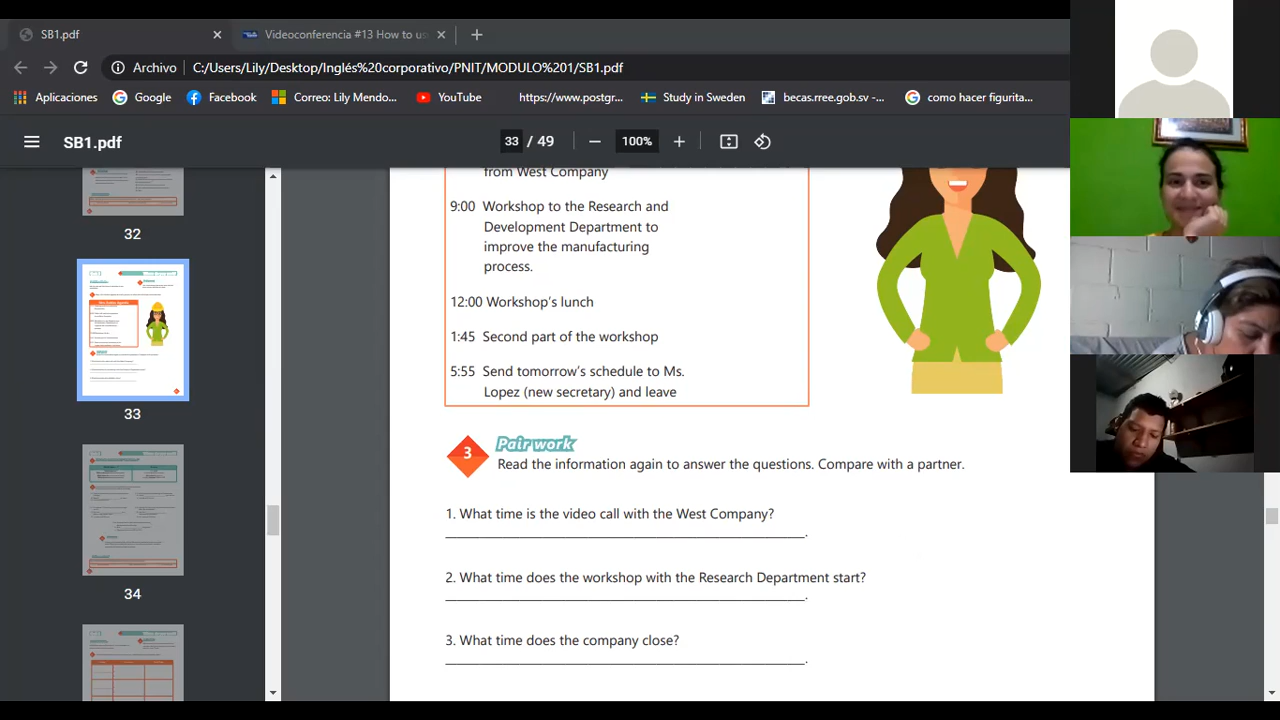 SB1.pdf
Videoconferencia #13 How to us
Archivo
C:/Users/Lily/Desktop/Inglés%20corporativo/PNIT/MODULO%201/SB1.pdf
Aplicaciones
Google
Facebook
Correo: Lily Mendo...
YouTube
https://www.postgr...
Study in Sweden
becas.rree.gob.sv -...
como hacer figurita...
SB1.pdf
33 / 49
100%
32
33
34
from West Company
9:00 Workshop to the Research and
Development Department to
improve the manufacturing
process.
12:00 Workshop's lunch
1:45 Second part of the workshop
5:55 Send tomorrow's schedule to Ms.
Lopez (new secretary) and leave
3
Pair work
Read the information again to answer the questions. Compare with a partner.
1. What time is the video call with the West Company?
2. What time does the workshop with the Research Department start?
3. What time does the company close?